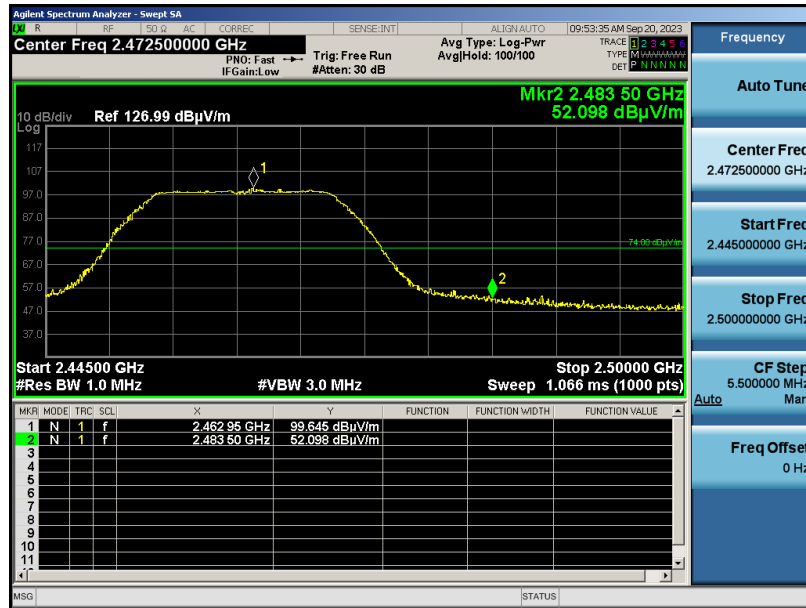 Agilent Spectrum Analyzer - Swept SA
LXI R RF 50 Ω AC CORREC SENSE:INT ALIGN AUTO 09:53:35 AM Sep 20, 2023
Center Freq 2.472500000 GHz
PNO: Fast
IFGain:Low
Trig: Free Run
#Atten: 30 dB
Avg Type: Log-Pwr
Avg|Hold: 100/100
TRACE 1 2 3 4 5 6
TYPE M WWWWW
DET P N N N N N
Mkr2 2.483 50 GHz
52.098 dBµV/m
10 dB/div Ref 126.99 dBµV/m
Log
117
107
97.0
87.0
77.0
67.0
57.0
47.0
37.0
1
2
74.00 dBµV/m
Start 2.44500 GHz Stop 2.50000 GHz
#Res BW 1.0 MHz #VBW 3.0 MHz Sweep 1.066 ms (1000 pts)
MKR MODE TRC SCL X Y FUNCTION FUNCTION WIDTH FUNCTION VALUE
1 N 1 f 2.462 95 GHz 99.645 dBµV/m
2 N 1 f 2.483 50 GHz 52.098 dBµV/m
3
4
5
6
7
8
9
10
11
MSG STATUS
Frequency
Auto Tune
Center Freq
2.472500000 GHz
Start Freq
2.445000000 GHz
Stop Freq
2.500000000 GHz
CF Step
5.500000 MHz
Auto Man
Freq Offset
0 Hz